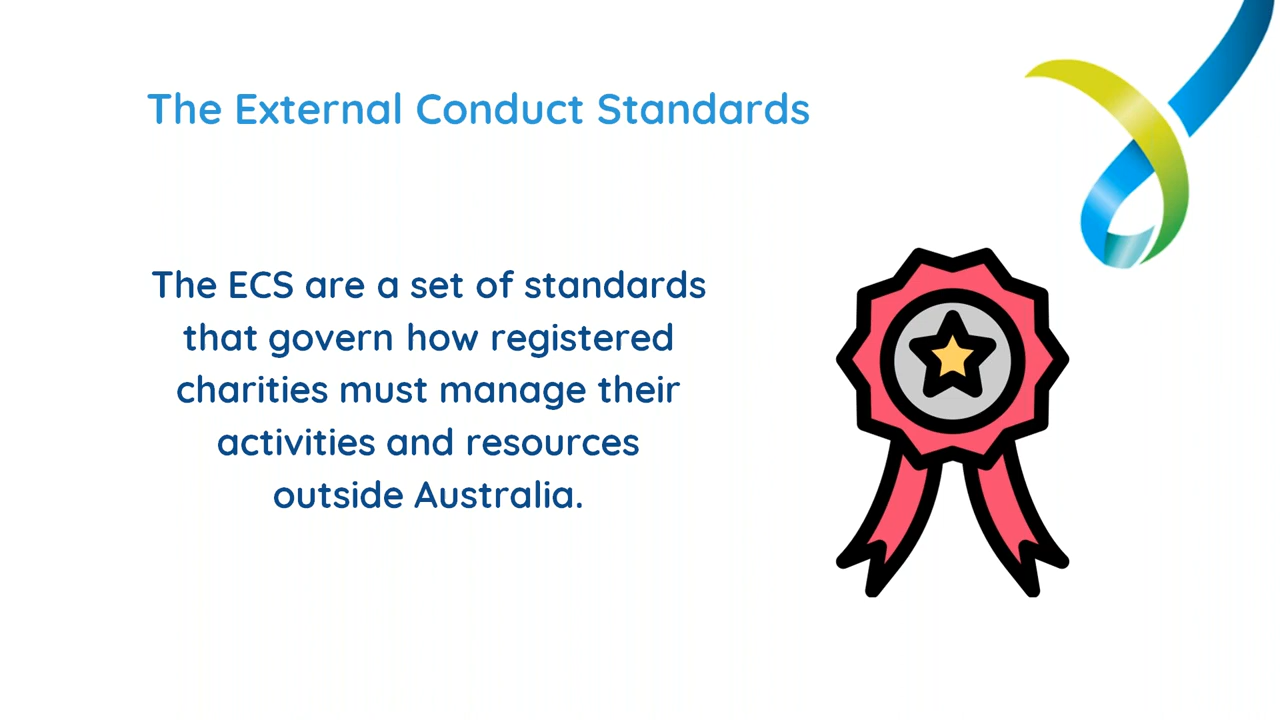 The External Conduct Standards
The ECS are a set of standards
that govern how registered
charities must manage their
activities and resources
outside Australia.